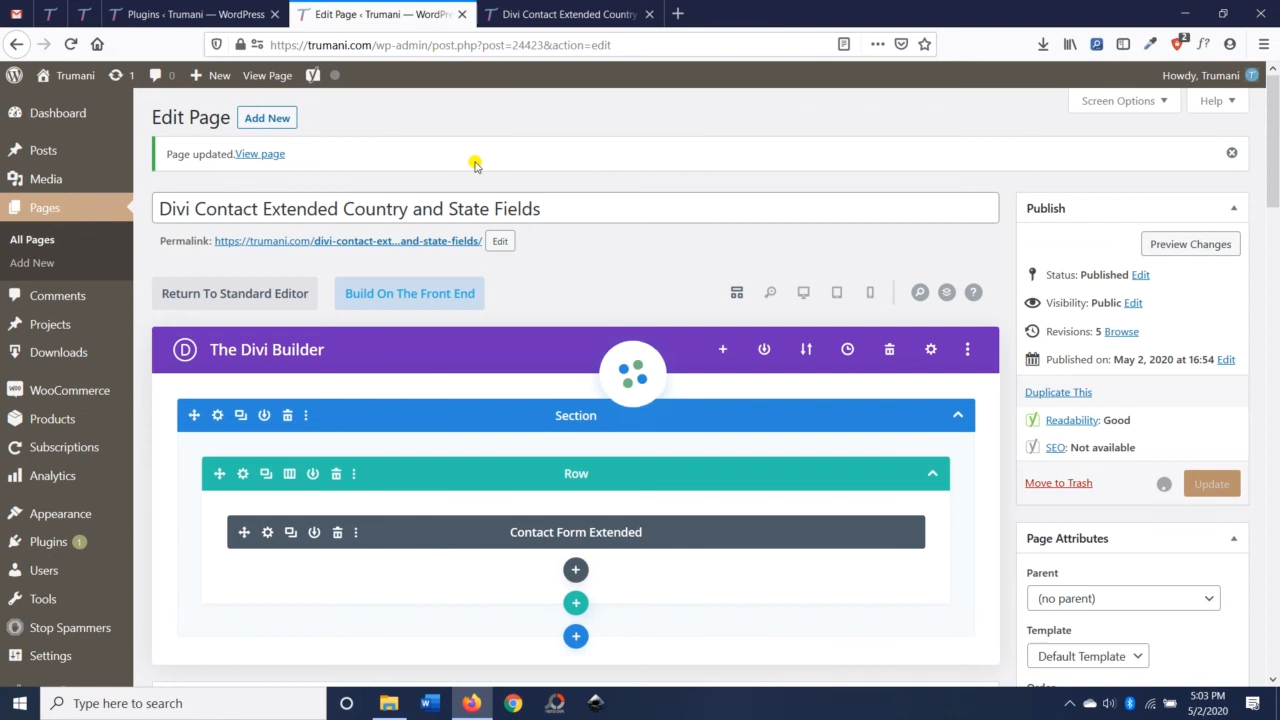 Plugins ‹ Trumani — WordPress
Edit Page ‹ Trumani — WordPre
Divi Contact Extended Country
https://trumani.com/wp-admin/post.php?post=24423&action=edit
2
Trumani
1
0
New
View Page
Howdy, Trumani
Dashboard
Posts
Media
Pages
All Pages
Add New
Comments
Projects
Downloads
WooCommerce
Products
Subscriptions
Analytics
Appearance
Plugins 1
Users
Tools
Stop Spammers
Settings
Edit Page
Add New
Screen Options
Help
Page updated.View page
Divi Contact Extended Country and State Fields
Permalink: https://trumani.com/divi-contact-ext...and-state-fields/ Edit
Return To Standard Editor
Build On The Front End
The Divi Builder
Section
Row
Contact Form Extended
Publish
Preview Changes
Status: Published Edit
Visibility: Public Edit
Revisions: 5 Browse
Published on: May 2, 2020 at 16:54 Edit
Duplicate This
Readability: Good
SEO: Not available
Move to Trash
Update
Page Attributes
Parent
(no parent)
Template
Default Template
Type here to search
5:03 PM
5/2/2020